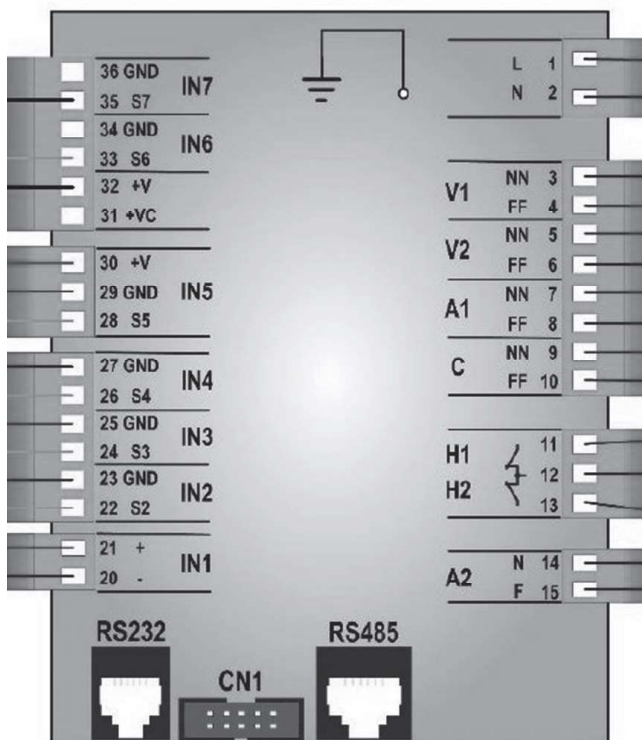 36 GND
35 S7
IN7
34 GND
33 S6
IN6
32 +V
31 +VC
30 +V
29 GND
28 S5
IN5
27 GND
26 S4
IN4
25 GND
24 S3
IN3
23 GND
22 S2
IN2
21 +
20 -
IN1
L 1
N 2
V1
NN 3
FF 4
V2
NN 5
FF 6
A1
NN 7
FF 8
C
NN 9
FF 10
H1
H2
11
12
13
A2
N 14
F 15
RS232
CN1
RS485